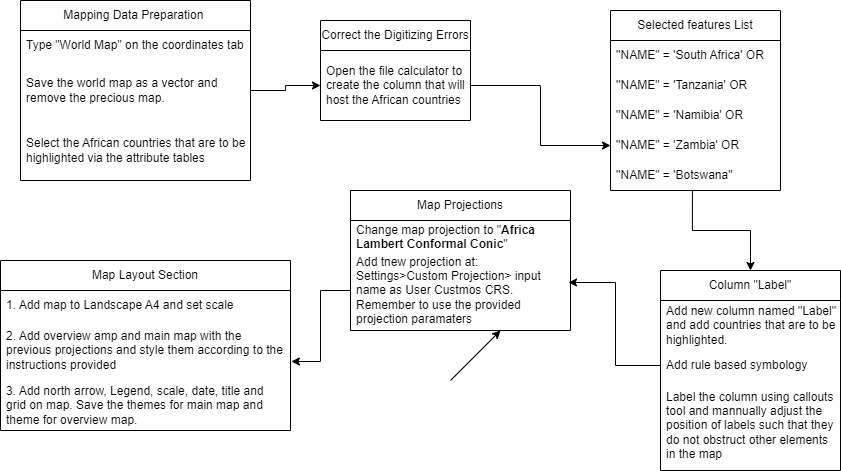 Mapping Data Preparation
Type "World Map" on the coordinates tab
Save the world map as a vector and
remove the precious map.
Select the African countries that are to be
highlighted via the attribute tables
Correct the Digitizing Errors
Open the file calculator to
create the column that will
host the African countries
Selected features List
"NAME" = 'South Africa' OR
"NAME" = 'Tanzania' OR
"NAME" = 'Namibia' OR
"NAME" = 'Zambia' OR
"NAME" = 'Botswana"
Column "Label"
Add new column named "Label"
and add countries that are to be
highlighted.
Add rule based symbology
Label the column using callouts
tool and mannually adjust the
position of labels such that they
do not obstruct other elements
in the map
Map Projections
Change map projection to "Africa
Lambert Conformal Conic"
Add tnew projection at:
Settings>Custom Projection> input
name as User Custmos CRS.
Remember to use the provided
projection paramaters
Map Layout Section
1. Add map to Landscape A4 and set scale
2. Add overview amp and main map with the
previous projections and style them according to the
instructions provided
3. Add north arrow, Legend, scale, date, title and
grid on map. Save the themes for main map and
theme for overview map.